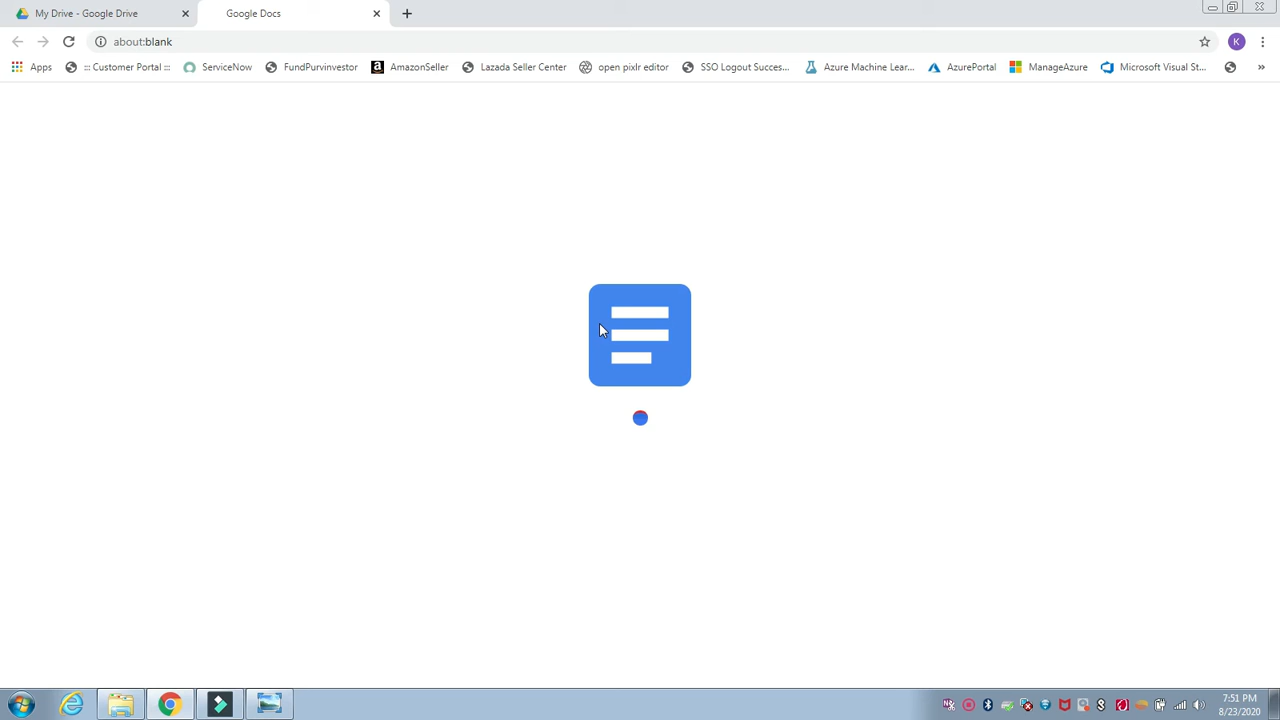 My Drive - Google Drive
Google Docs
about:blank
K
Apps
::: Customer Portal :::
ServiceNow
FundPurvinvestor
AmazonSeller
Lazada Seller Center
open pixlr editor
SSO Logout Succes...
Azure Machine Lear...
AzurePortal
ManageAzure
Microsoft Visual St...
»
7:51 PM
8/23/2020